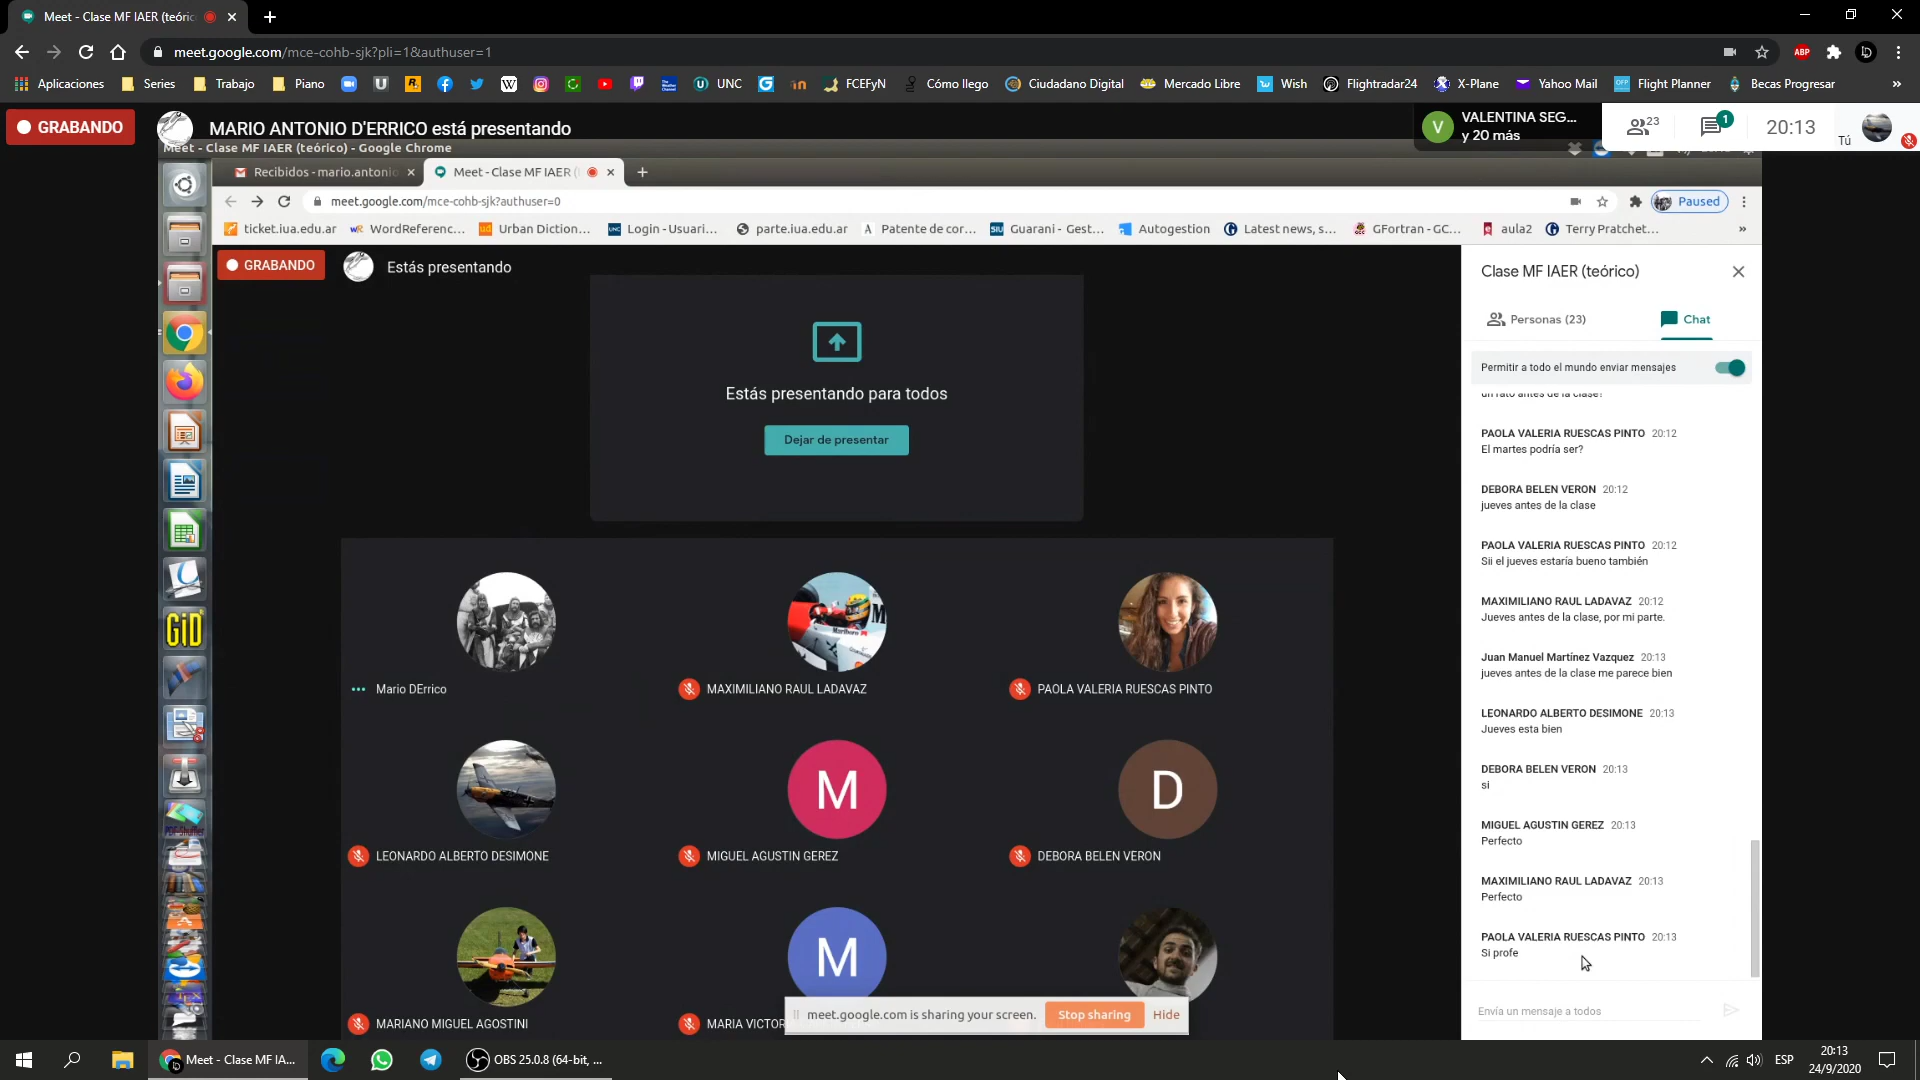 Meet - Clase MF IAER (teóric
meet.google.com/mce-cohb-sjk?pli=1&authuser=1
ABP
Aplicaciones
Series
Trabajo
Piano
UNC
FCEFyN
Cómo llego
Ciudadano Digital
Mercado Libre
Wish
Flightradar24
X-Plane
Yahoo Mail
Flight Planner
Becas Progresar
»
GRABANDO
MARIO ANTONIO D'ERRICO está presentando
V
VALENTINA SEG...
y 20 más
23
1
20:13
Tú
Meet - Clase MF IAER (teórico) - Google Chrome
Recibidos - mario.antonio
Meet - Clase MF IAER (
meet.google.com/mce-cohb-sjk?authuser=0
Paused
ticket.iua.edu.ar
WordReferenc...
Urban Diction...
Login - Usuari...
parte.iua.edu.ar
Patente de cor...
Guarani - Gest...
Autogestion
Latest news, s...
GFortran - GC...
aula2
Terry Pratchet...
»
GRABANDO
Estás presentando
Estás presentando para todos
Dejar de presentar
Mario DErrico
MAXIMILIANO RAUL LADAVAZ
PAOLA VALERIA RUESCAS PINTO
M
D
LEONARDO ALBERTO DESIMONE
MIGUEL AGUSTIN GEREZ
DEBORA BELEN VERON
M
MARIANO MIGUEL AGOSTINI
MARIA VICTOR
meet.google.com is sharing your screen.
Stop sharing
Hide
GiD
Clase MF IAER (teórico)
Personas (23)
Chat
Permitir a todo el mundo enviar mensajes
un rato antes de la clase?
PAOLA VALERIA RUESCAS PINTO 20:12
El martes podría ser?
DEBORA BELEN VERON 20:12
jueves antes de la clase
PAOLA VALERIA RUESCAS PINTO 20:12
Sii el jueves estaría bueno también
MAXIMILIANO RAUL LADAVAZ 20:12
Jueves antes de la clase, por mi parte.
Juan Manuel Martínez Vazquez 20:13
jueves antes de la clase me parece bien
LEONARDO ALBERTO DESIMONE 20:13
Jueves esta bien
DEBORA BELEN VERON 20:13
si
MIGUEL AGUSTIN GEREZ 20:13
Perfecto
MAXIMILIANO RAUL LADAVAZ 20:13
Perfecto
PAOLA VALERIA RUESCAS PINTO 20:13
Si profe
Envía un mensaje a todos
Meet - Clase MF IA...
OBS 25.0.8 (64-bit, ...
ESP
20:13
24/9/2020